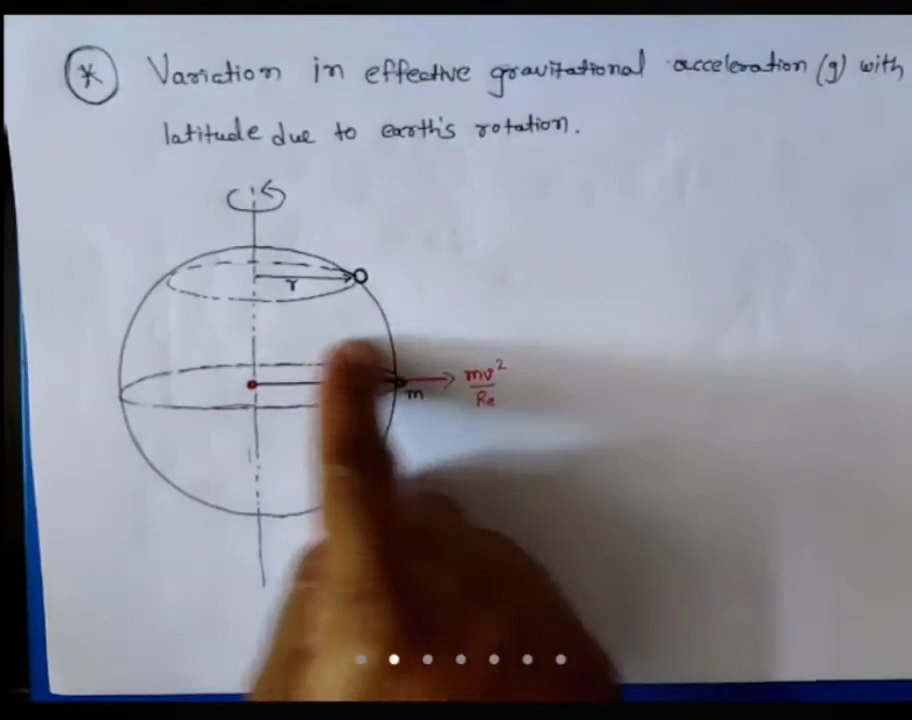 * Variation in effective gravitational acceleration (g) with
latitude due to earth's rotation.
r
m
mv²
Re